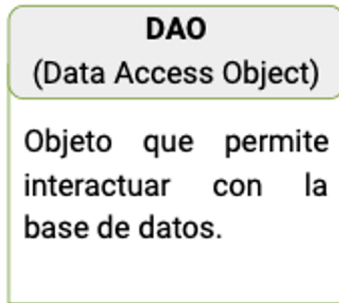 DAO
(Data Access Object)
Objeto que permite
interactuar con la
base de datos.